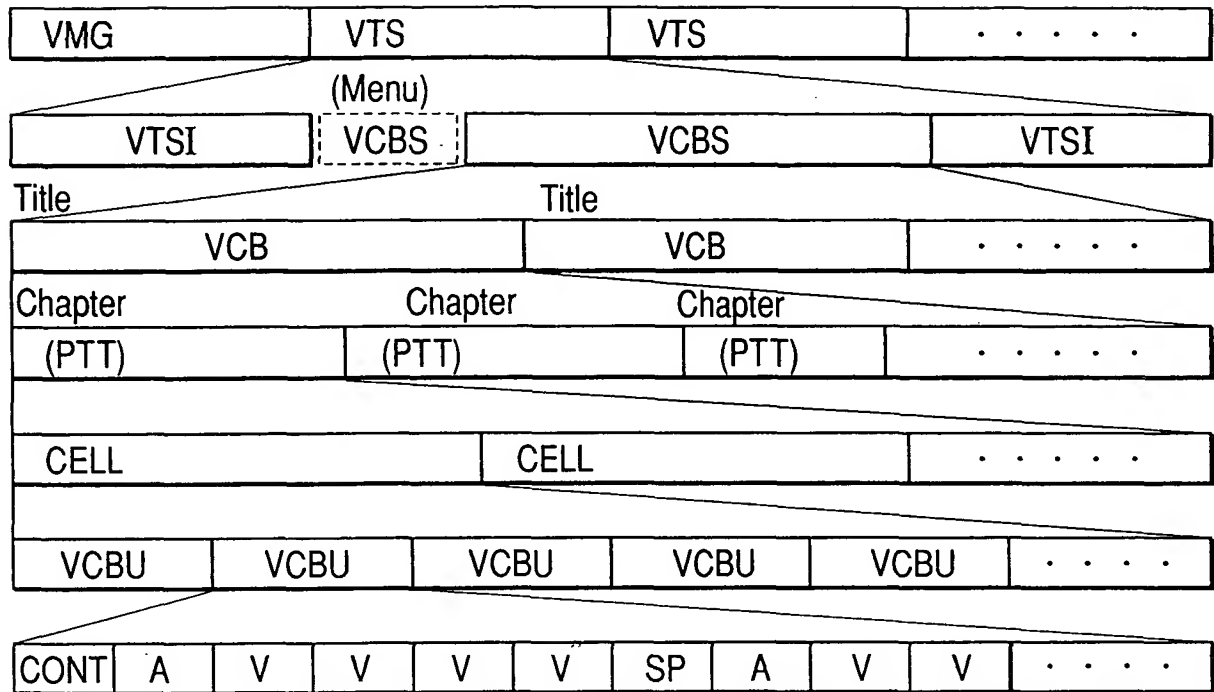 VMG VTS VTS . . . . .
(Menu)
VTSI VCBS VCBS VTSI
Title Title
VCB VCB . . . . .
Chapter Chapter Chapter
(PTT) (PTT) (PTT) . . . . .
CELL CELL . . . . .
VCBU VCBU VCBU VCBU VCBU . . . .
CONT A V V V V SP A V V . . . .